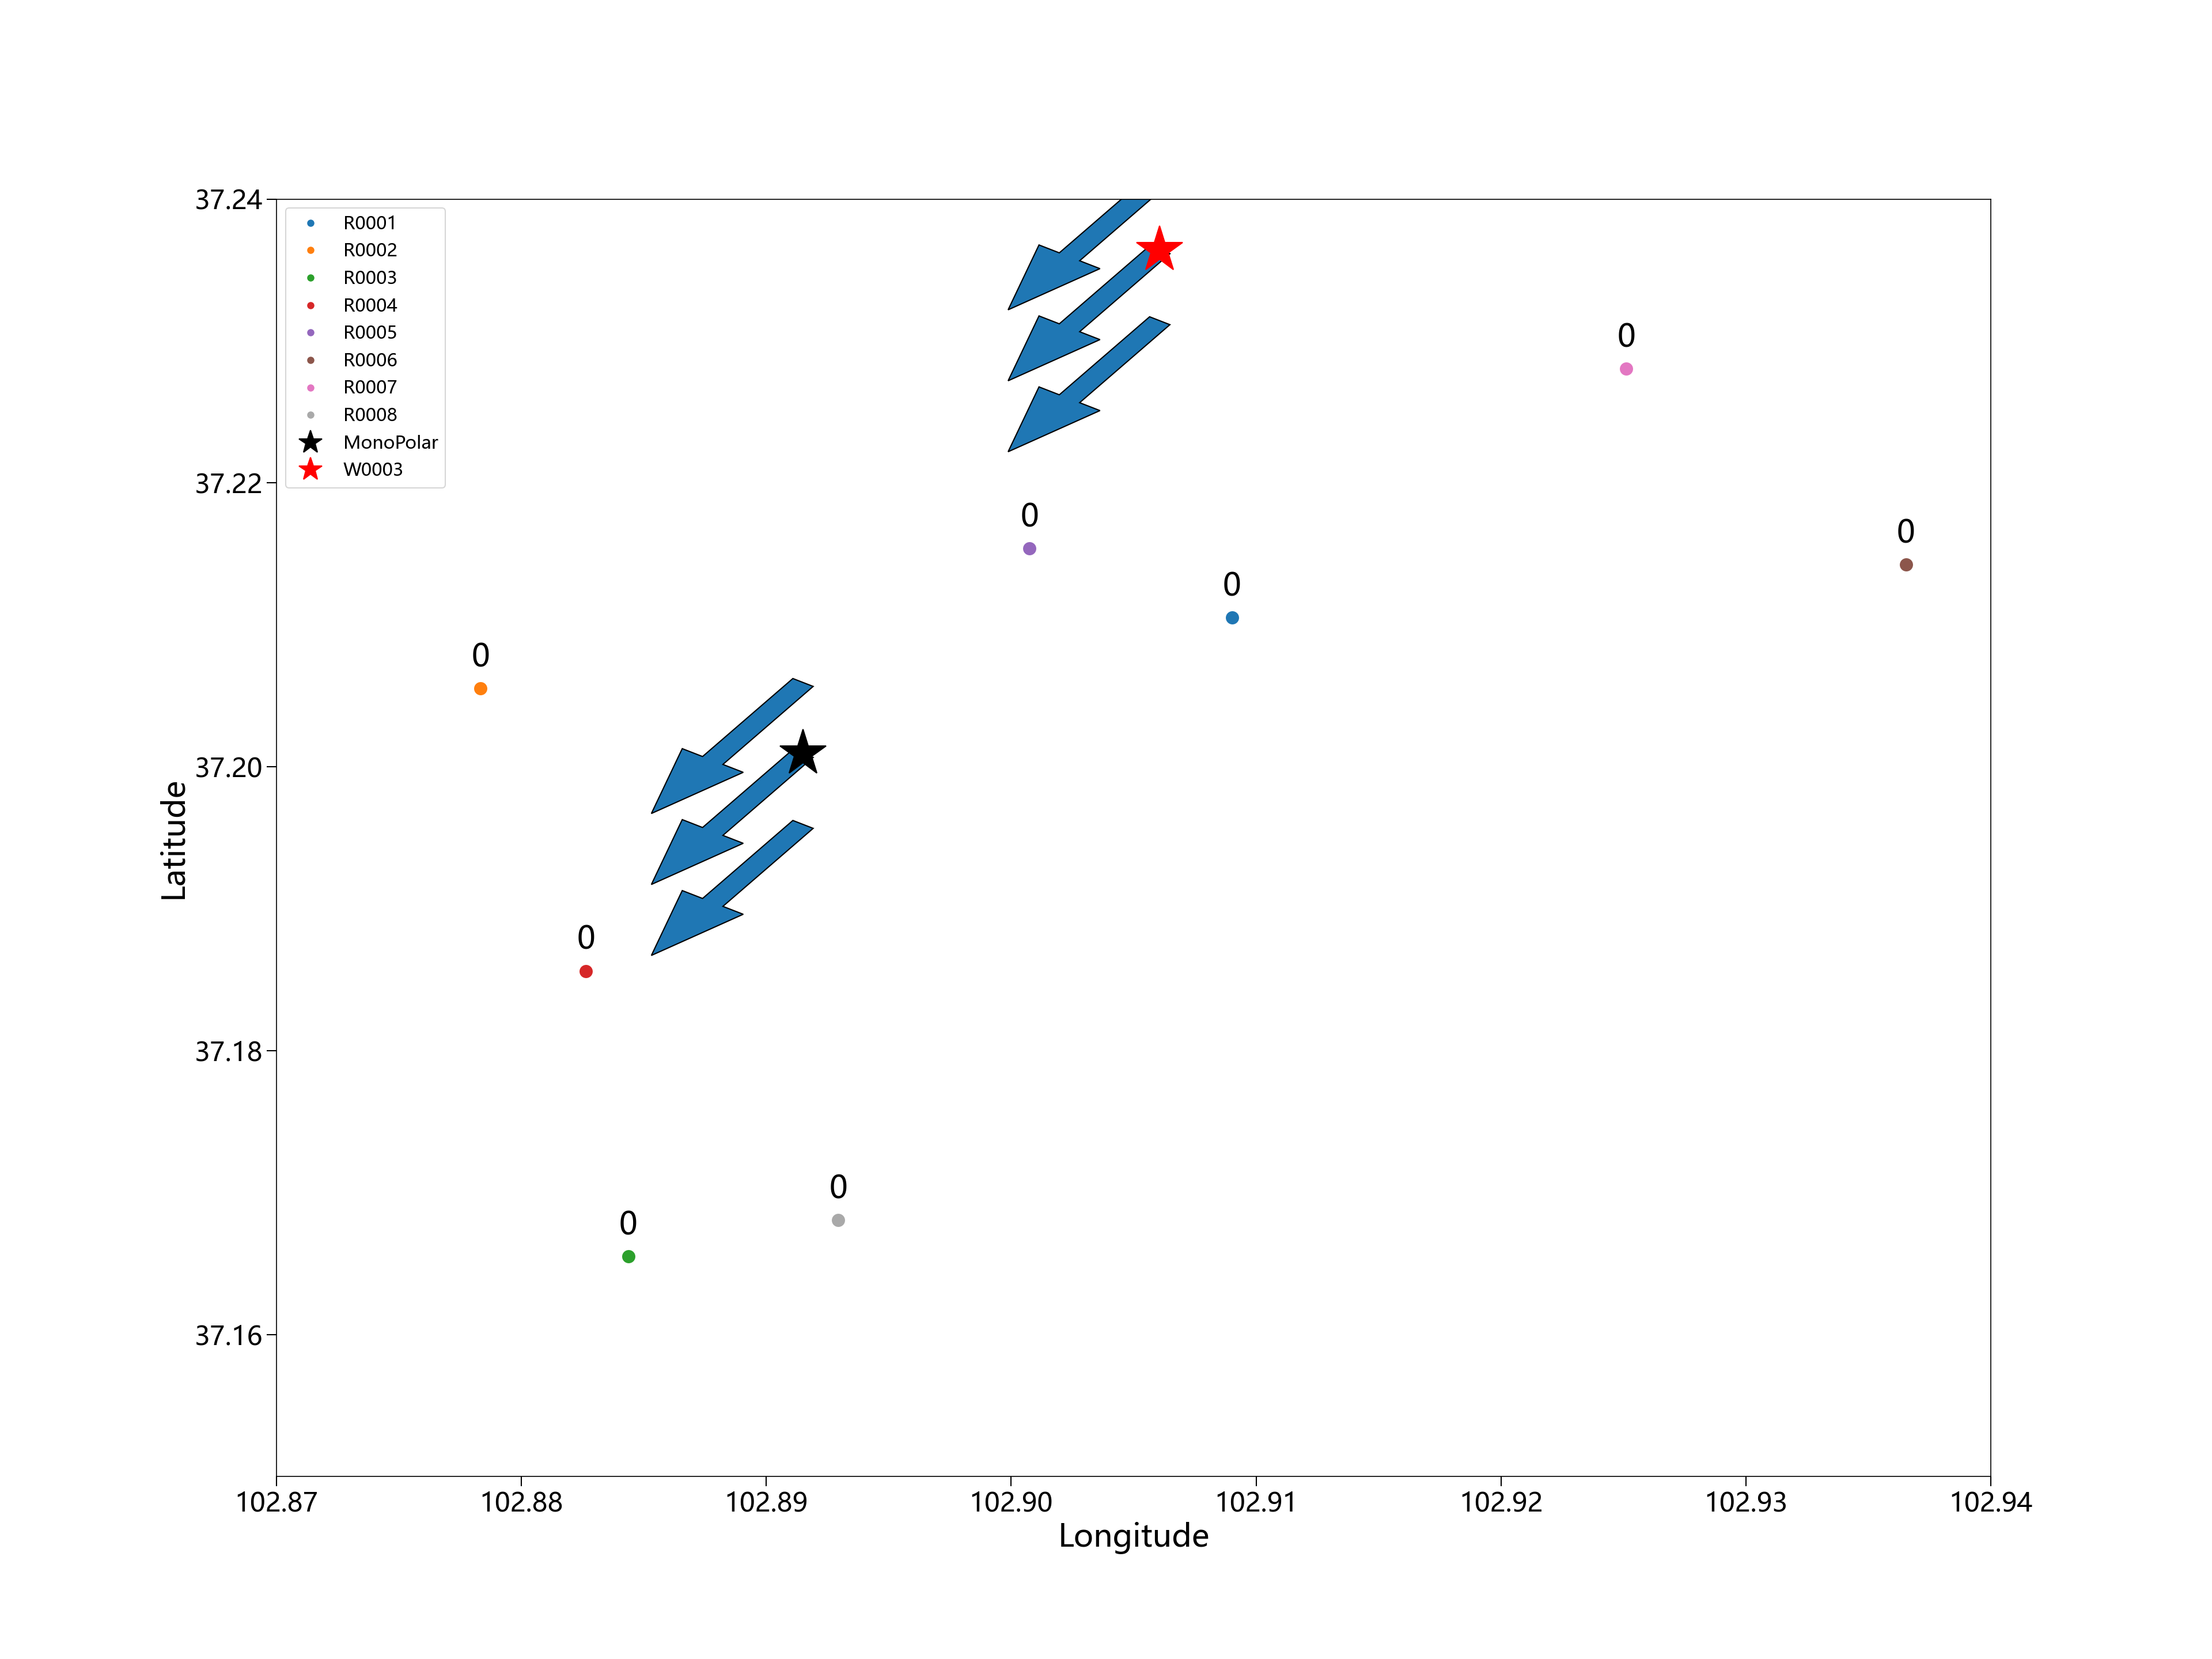 37.24
R0001
R0002
R0003
R0004
R0005
R0006
R0007
R0008
MonoPolar
W0003
0
37.22
0
0
0
0
37.20
Latitude
0
37.18
0
0
37.16
102.87 102.88 102.89 102.90 102.91 102.92 102.93 102.94
Longitude